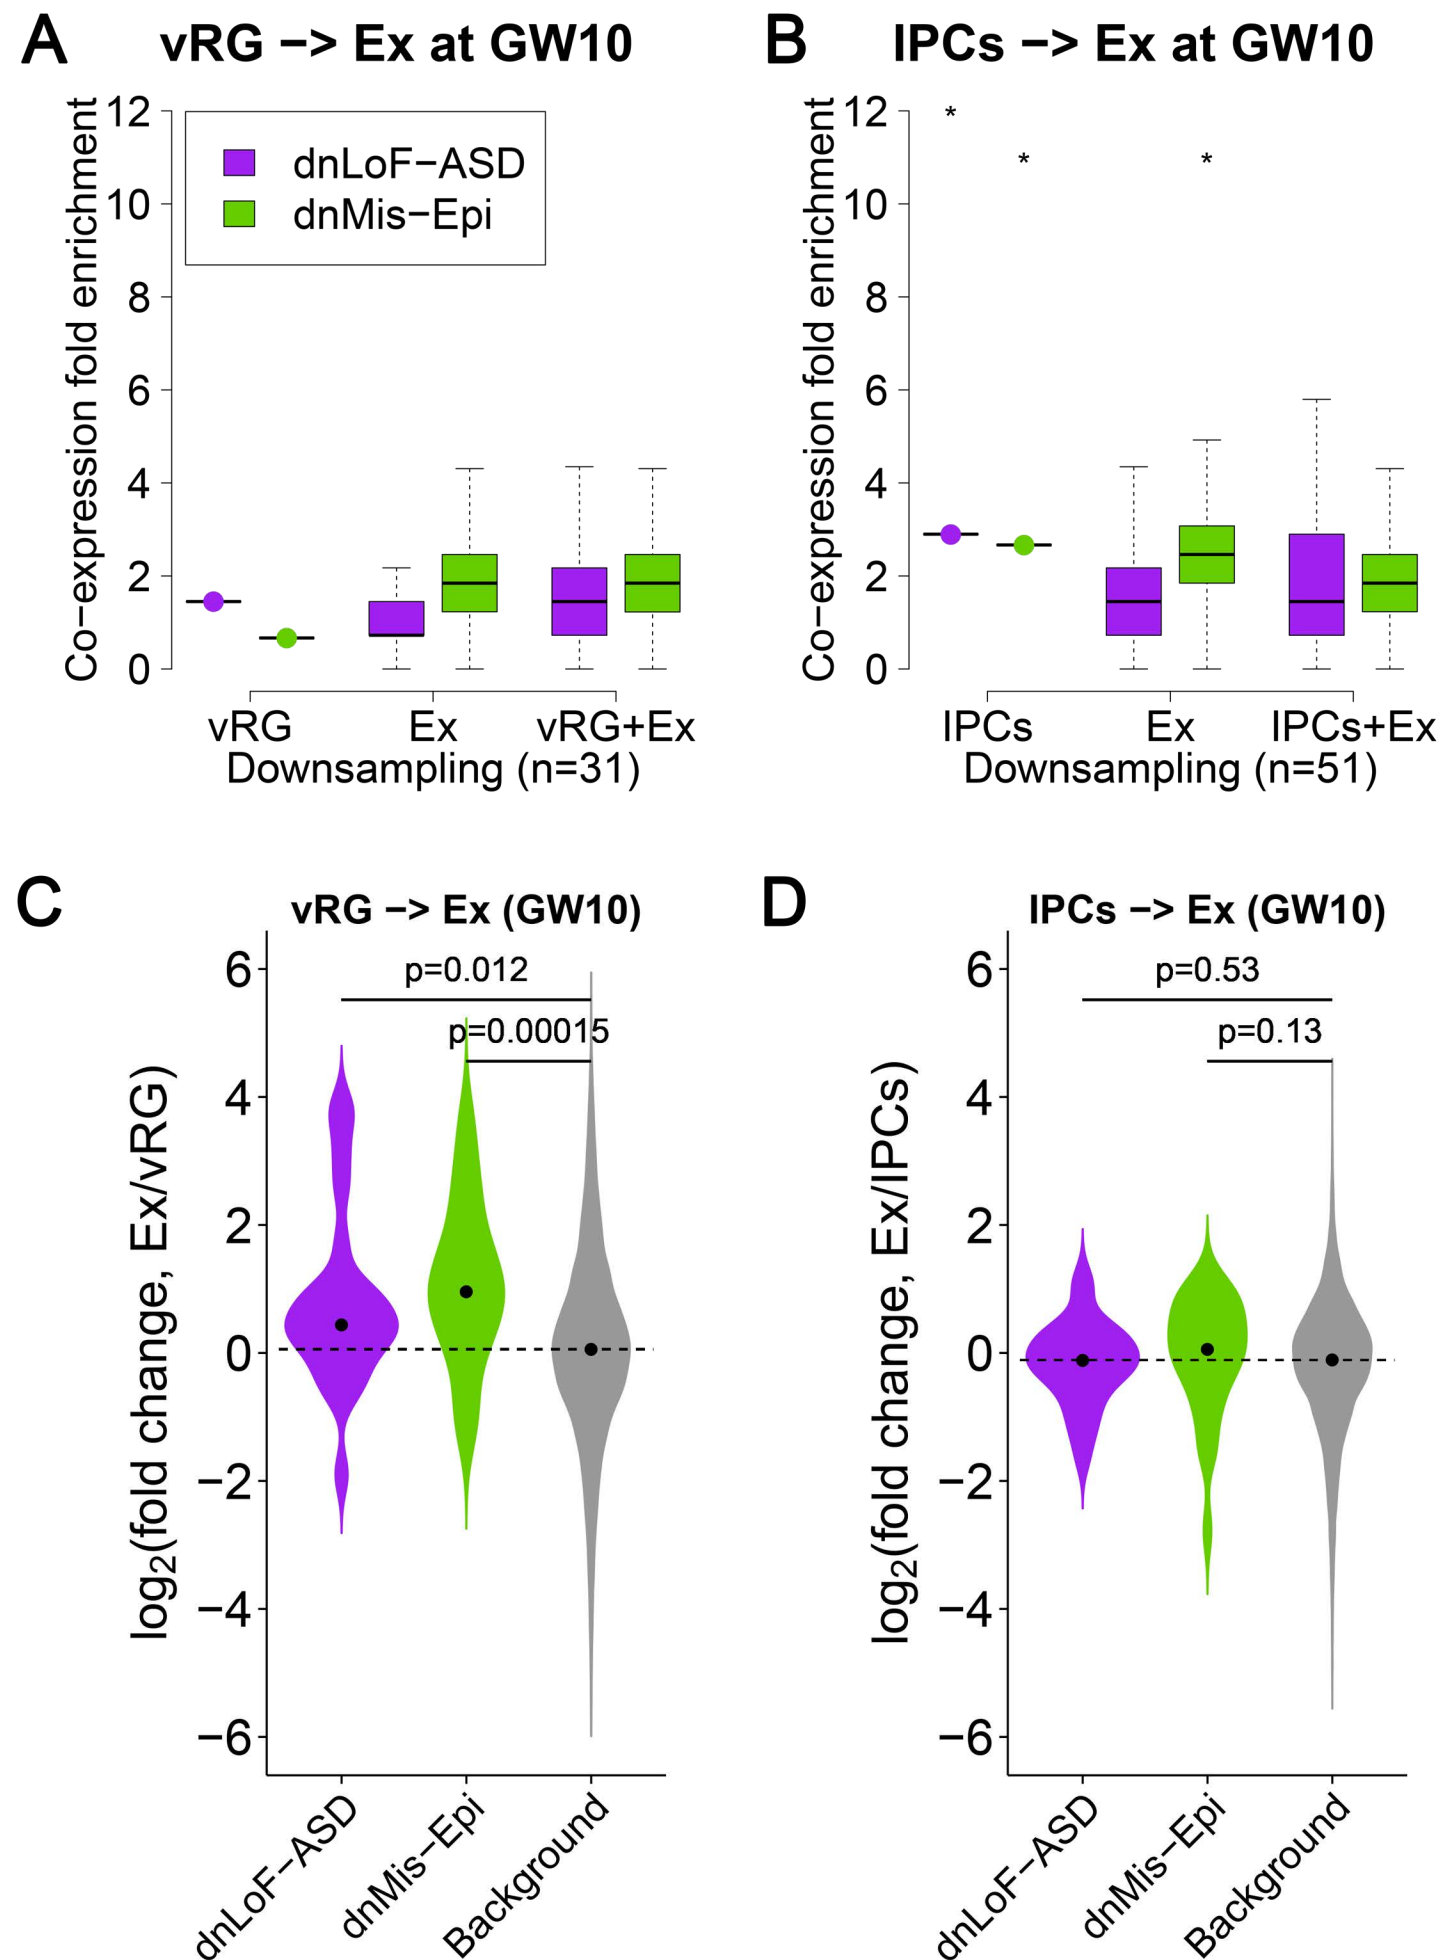 A
vRG −> Ex at GW10
Co−expression fold enrichment
12
10
8
6
4
2
0
dnLoF−ASD
dnMis−Epi
vRG
Ex
vRG+Ex
Downsampling (n=31)
B
IPCs −> Ex at GW10
Co−expression fold enrichment
12
10
8
6
4
2
0
*
*
*
IPCs
Ex
IPCs+Ex
Downsampling (n=51)
C
vRG −> Ex (GW10)
log2(fold change, Ex/vRG)
6
4
2
0
−2
−4
−6
p=0.012
p=0.00015
dnLoF−ASD
dnMis−Epi
Background
D
IPCs −> Ex (GW10)
log2(fold change, Ex/IPCs)
6
4
2
0
−2
−4
−6
p=0.53
p=0.13
dnLoF−ASD
dnMis−Epi
Background